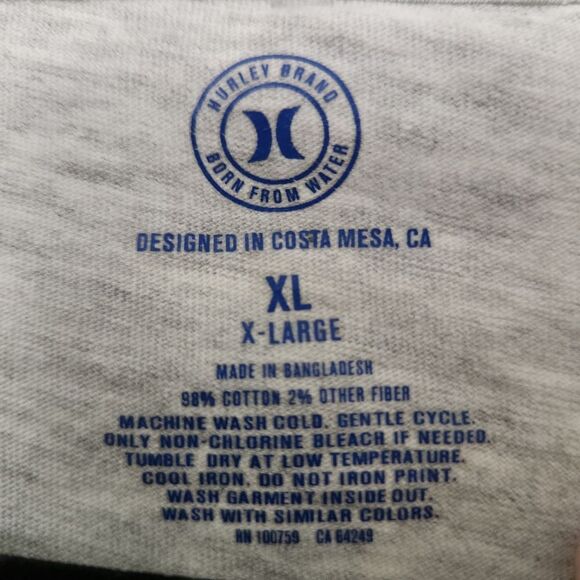 HURLEY BRAND
BORN FROM WATER
DESIGNED IN COSTA MESA, CA
XL
X-LARGE
MADE IN BANGLADESH
98% COTTON 2% OTHER FIBER
MACHINE WASH COLD. GENTLE CYCLE.
ONLY NON-CHLORINE BLEACH IF NEEDED.
TUMBLE DRY AT LOW TEMPERATURE.
COOL IRON. DO NOT IRON PRINT.
WASH GARMENT INSIDE OUT.
WASH WITH SIMILAR COLORS.
RN 100759 CA 64249